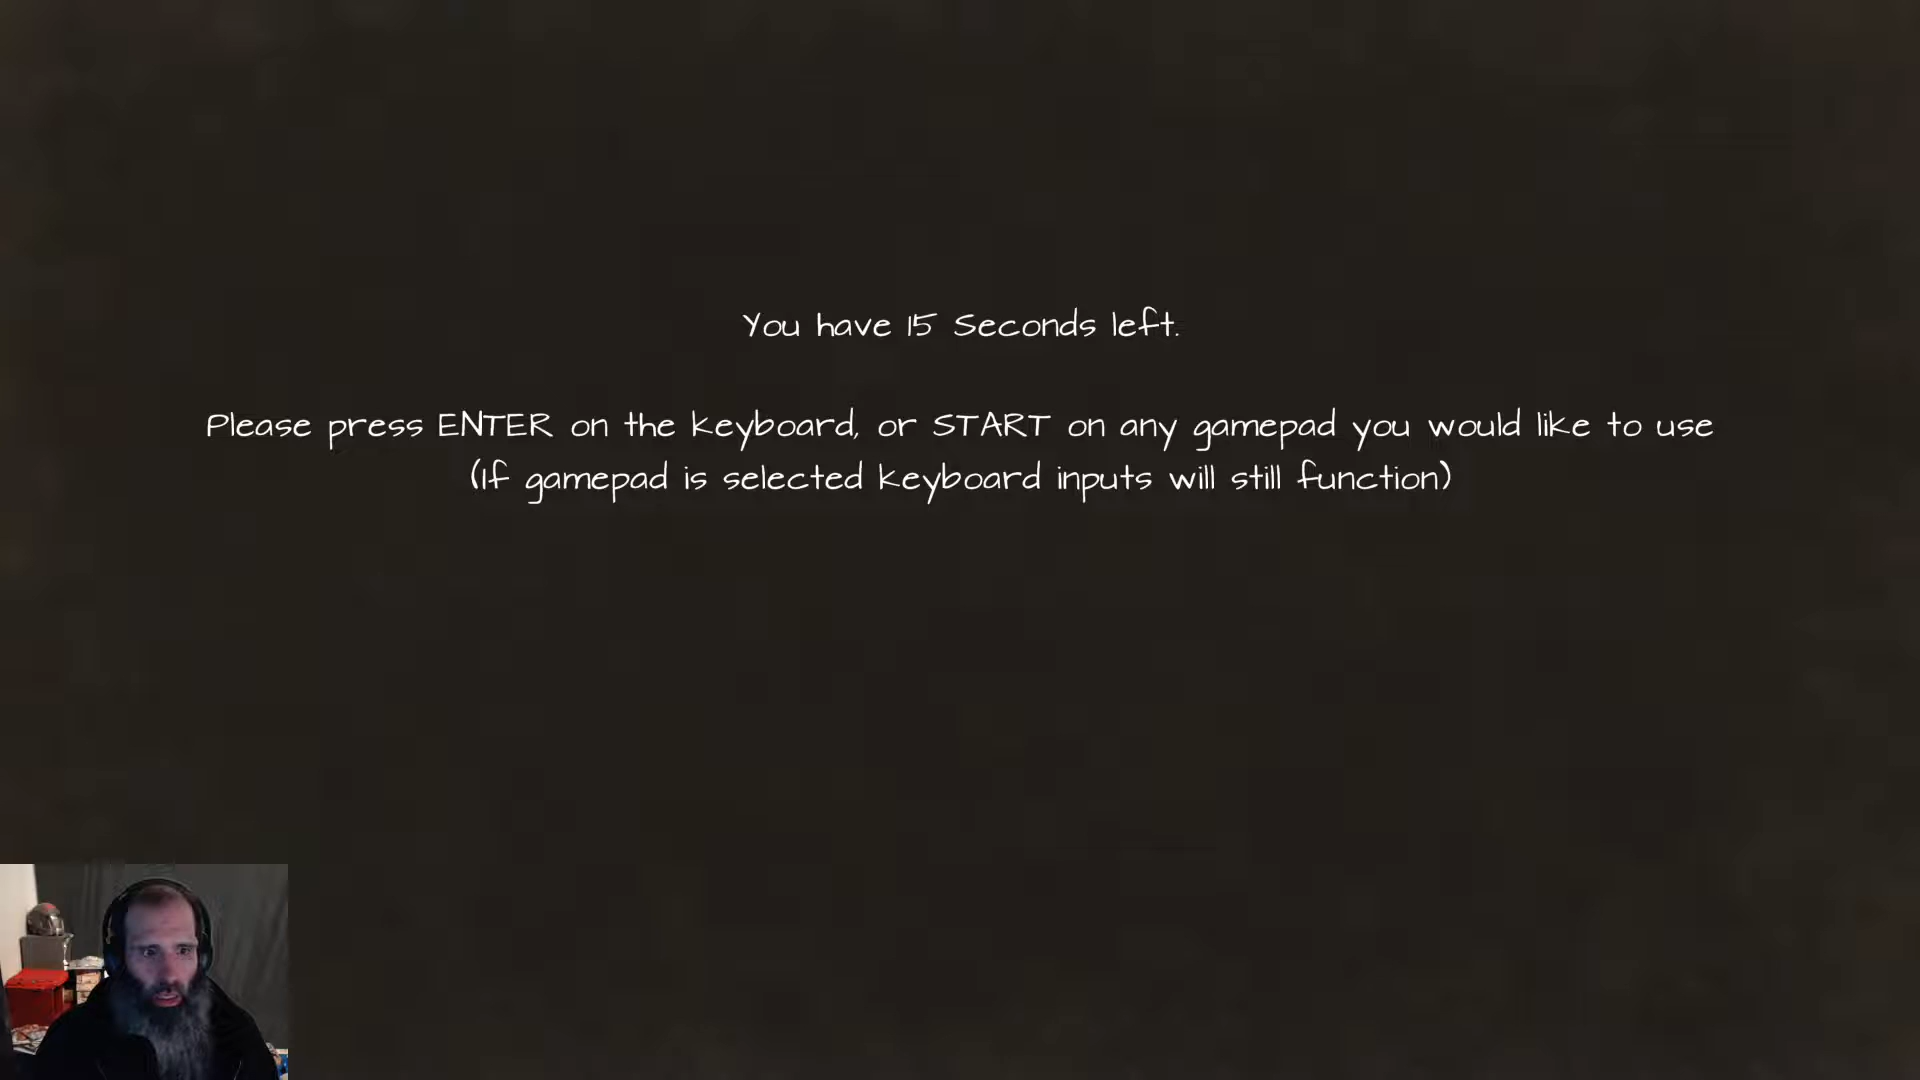 You have 15 Seconds left.
Please press ENTER on the keyboard, or START on any gamepad you would like to use
(If gamepad is selected keyboard inputs will still function)